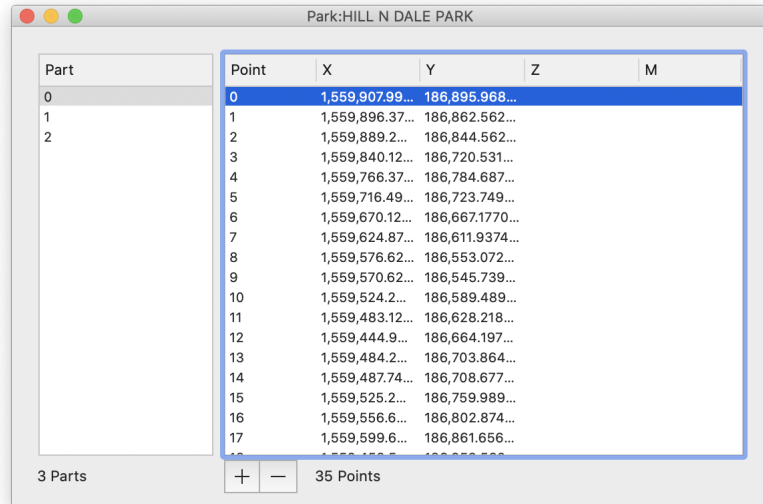 Park:HILL N DALE PARK
Part Point X Y Z M
0 0 1,559,907.99... 186,895.968...
1 1 1,559,896.37... 186,862.562...
2 2 1,559,889.2... 186,844.562...
3 1,559,840.12... 186,720.531...
4 1,559,766.37... 186,784.687...
5 1,559,716.49... 186,723.749...
6 1,559,670.12... 186,667.1770...
7 1,559,624.87... 186,611.9374...
8 1,559,576.62... 186,553.072...
9 1,559,570.62... 186,545.739...
10 1,559,524.2... 186,589.489...
11 1,559,483.12... 186,628.218...
12 1,559,444.9... 186,664.197...
13 1,559,484.2... 186,703.864...
14 1,559,487.74... 186,708.677...
15 1,559,525.2... 186,759.989...
16 1,559,556.6... 186,802.874...
17 1,559,599.6... 186,861.656...
3 Parts + − 35 Points